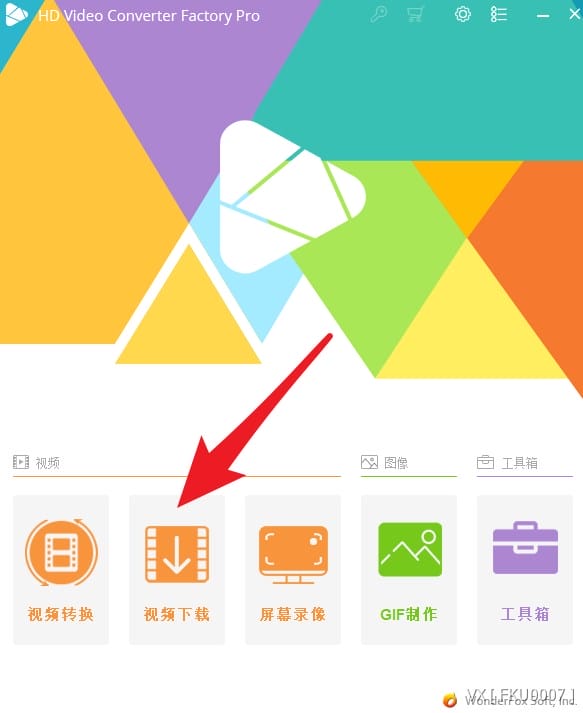 HD Video Converter Factory Pro
视频
图像
工具箱
视频转换
视频下载
屏幕录像
GIF制作
工具箱
VX [ FKU0007 ]
WonderFox Soft, Inc.